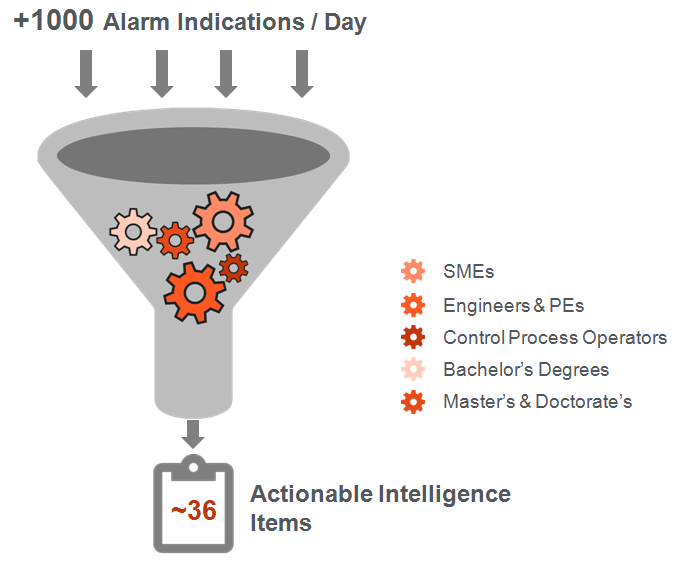 +1000 Alarm Indications / Day
SMEs
Engineers & PEs
Control Process Operators
Bachelor’s Degrees
Master’s & Doctorate’s
~36
Actionable Intelligence
Items